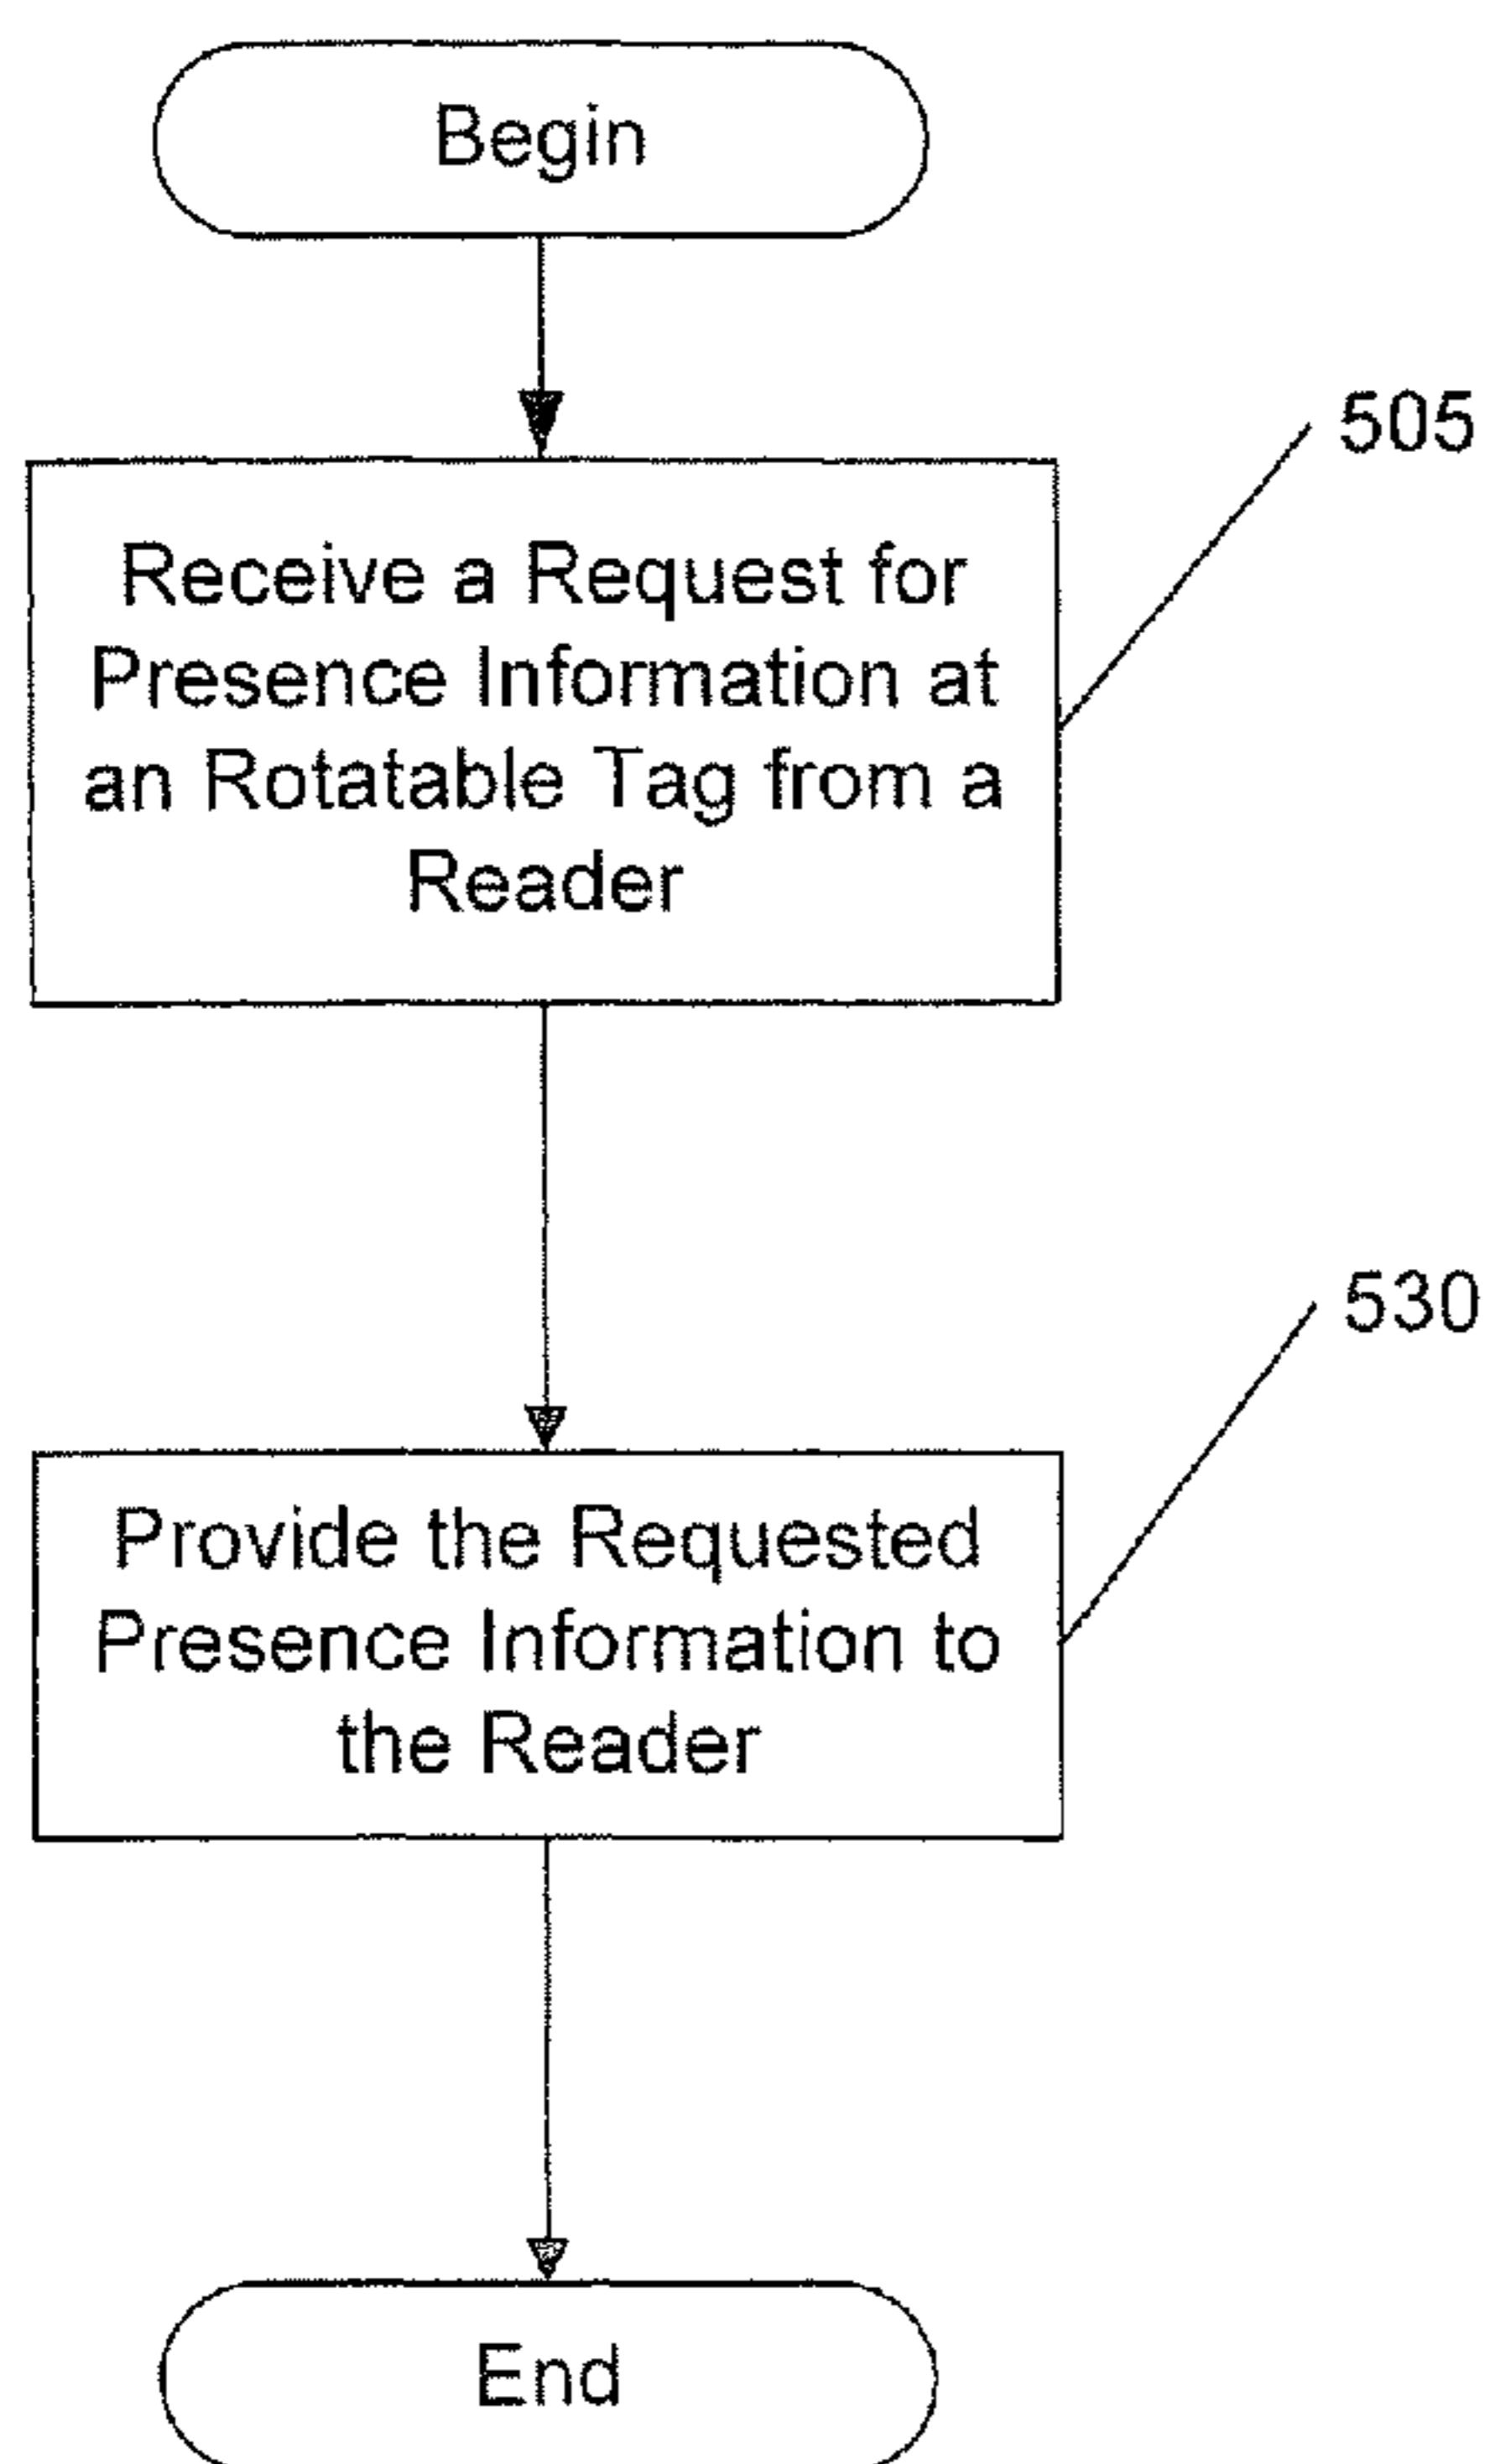 Begin
505
Receive a Request for
Presence Information at
an Rotatable Tag from a
Reader
530
Provide the Requested
Presence Information to
the Reader
End